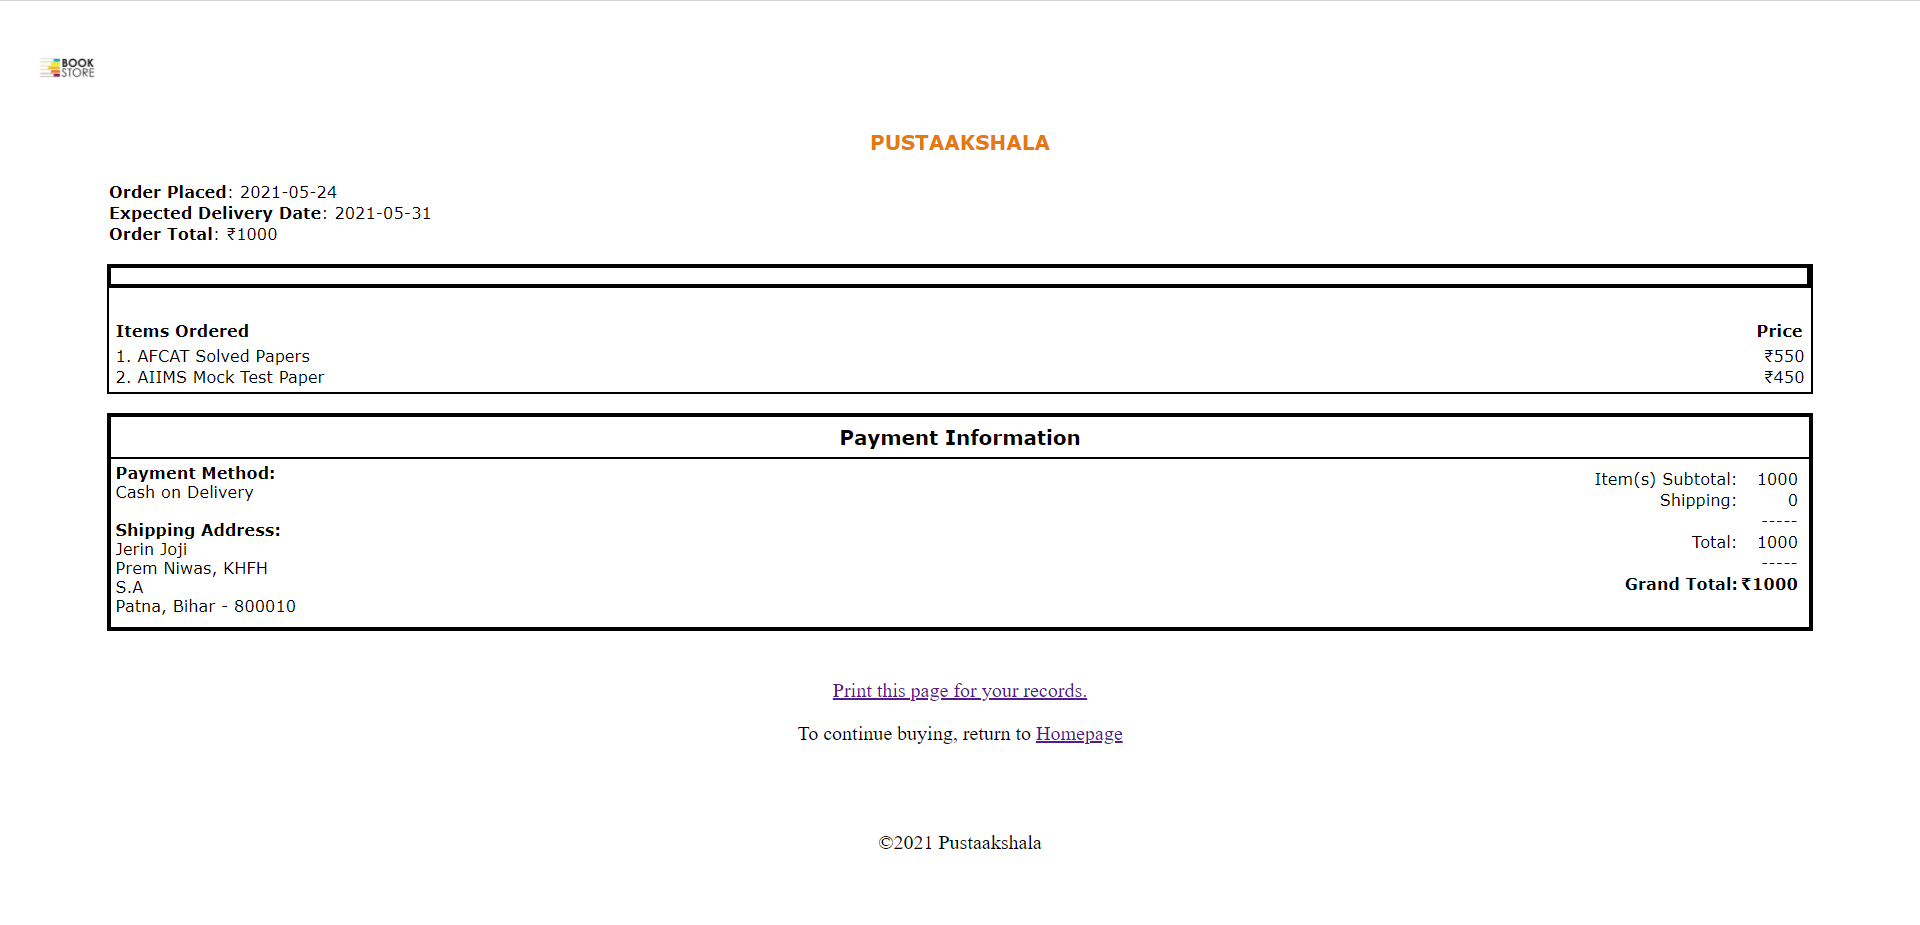 BOOK
STORE
PUSTAAKSHALA
Order Placed: 2021-05-24
Expected Delivery Date: 2021-05-31
Order Total: ₹1000
Items Ordered Price
1. AFCAT Solved Papers ₹550
2. AIIMS Mock Test Paper ₹450
Payment Information
Payment Method:
Cash on Delivery
Shipping Address:
Jerin Joji
Prem Niwas, KHFH
S.A
Patna, Bihar - 800010
Item(s) Subtotal: 1000
Shipping: 0
-----
Total: 1000
-----
Grand Total: ₹1000
Print this page for your records.
To continue buying, return to Homepage
©2021 Pustaakshala